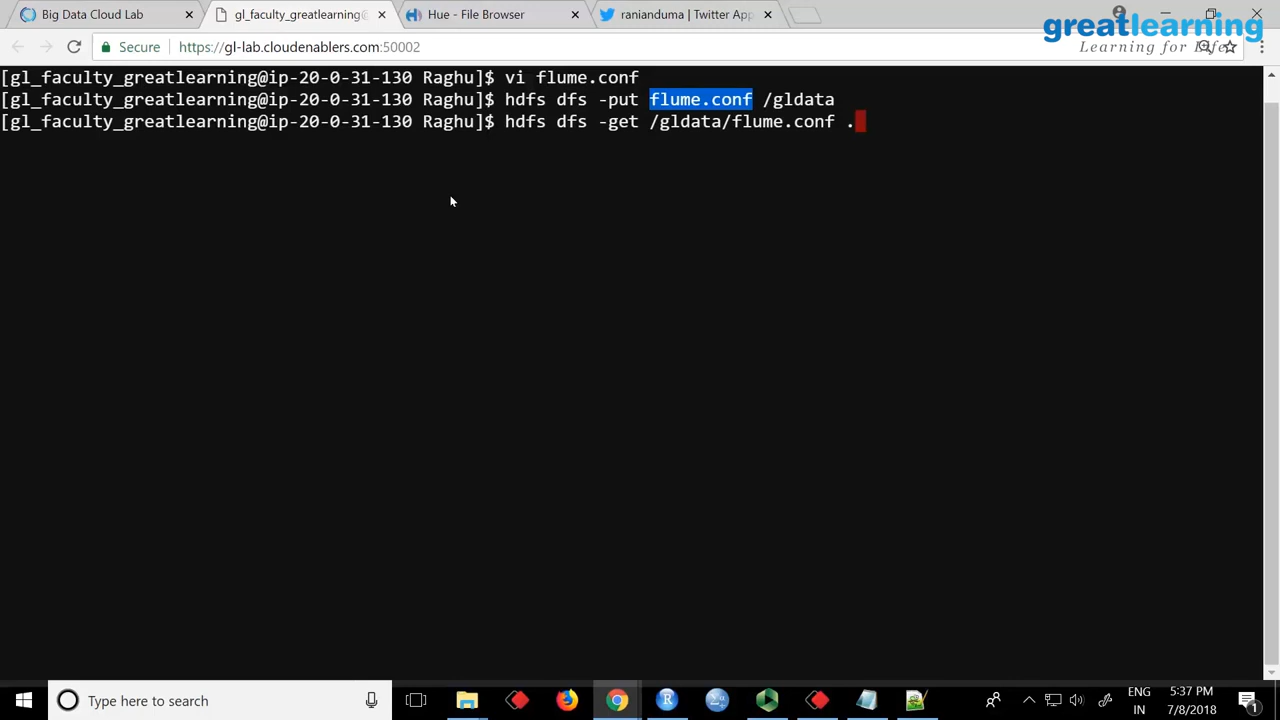 Big Data Cloud Lab
gl_faculty_greatlearning@
Hue - File Browser
ranianduma | Twitter App
greatlearning
Learning for Life
Secure
https://gl-lab.cloudenablers.com:50002
[gl_faculty_greatlearning@ip-20-0-31-130 Raghu]$ vi flume.conf
[gl_faculty_greatlearning@ip-20-0-31-130 Raghu]$ hdfs dfs -put flume.conf /gldata
[gl_faculty_greatlearning@ip-20-0-31-130 Raghu]$ hdfs dfs -get /gldata/flume.conf .
Type here to search
R
ENG
IN
5:37 PM
7/8/2018
1